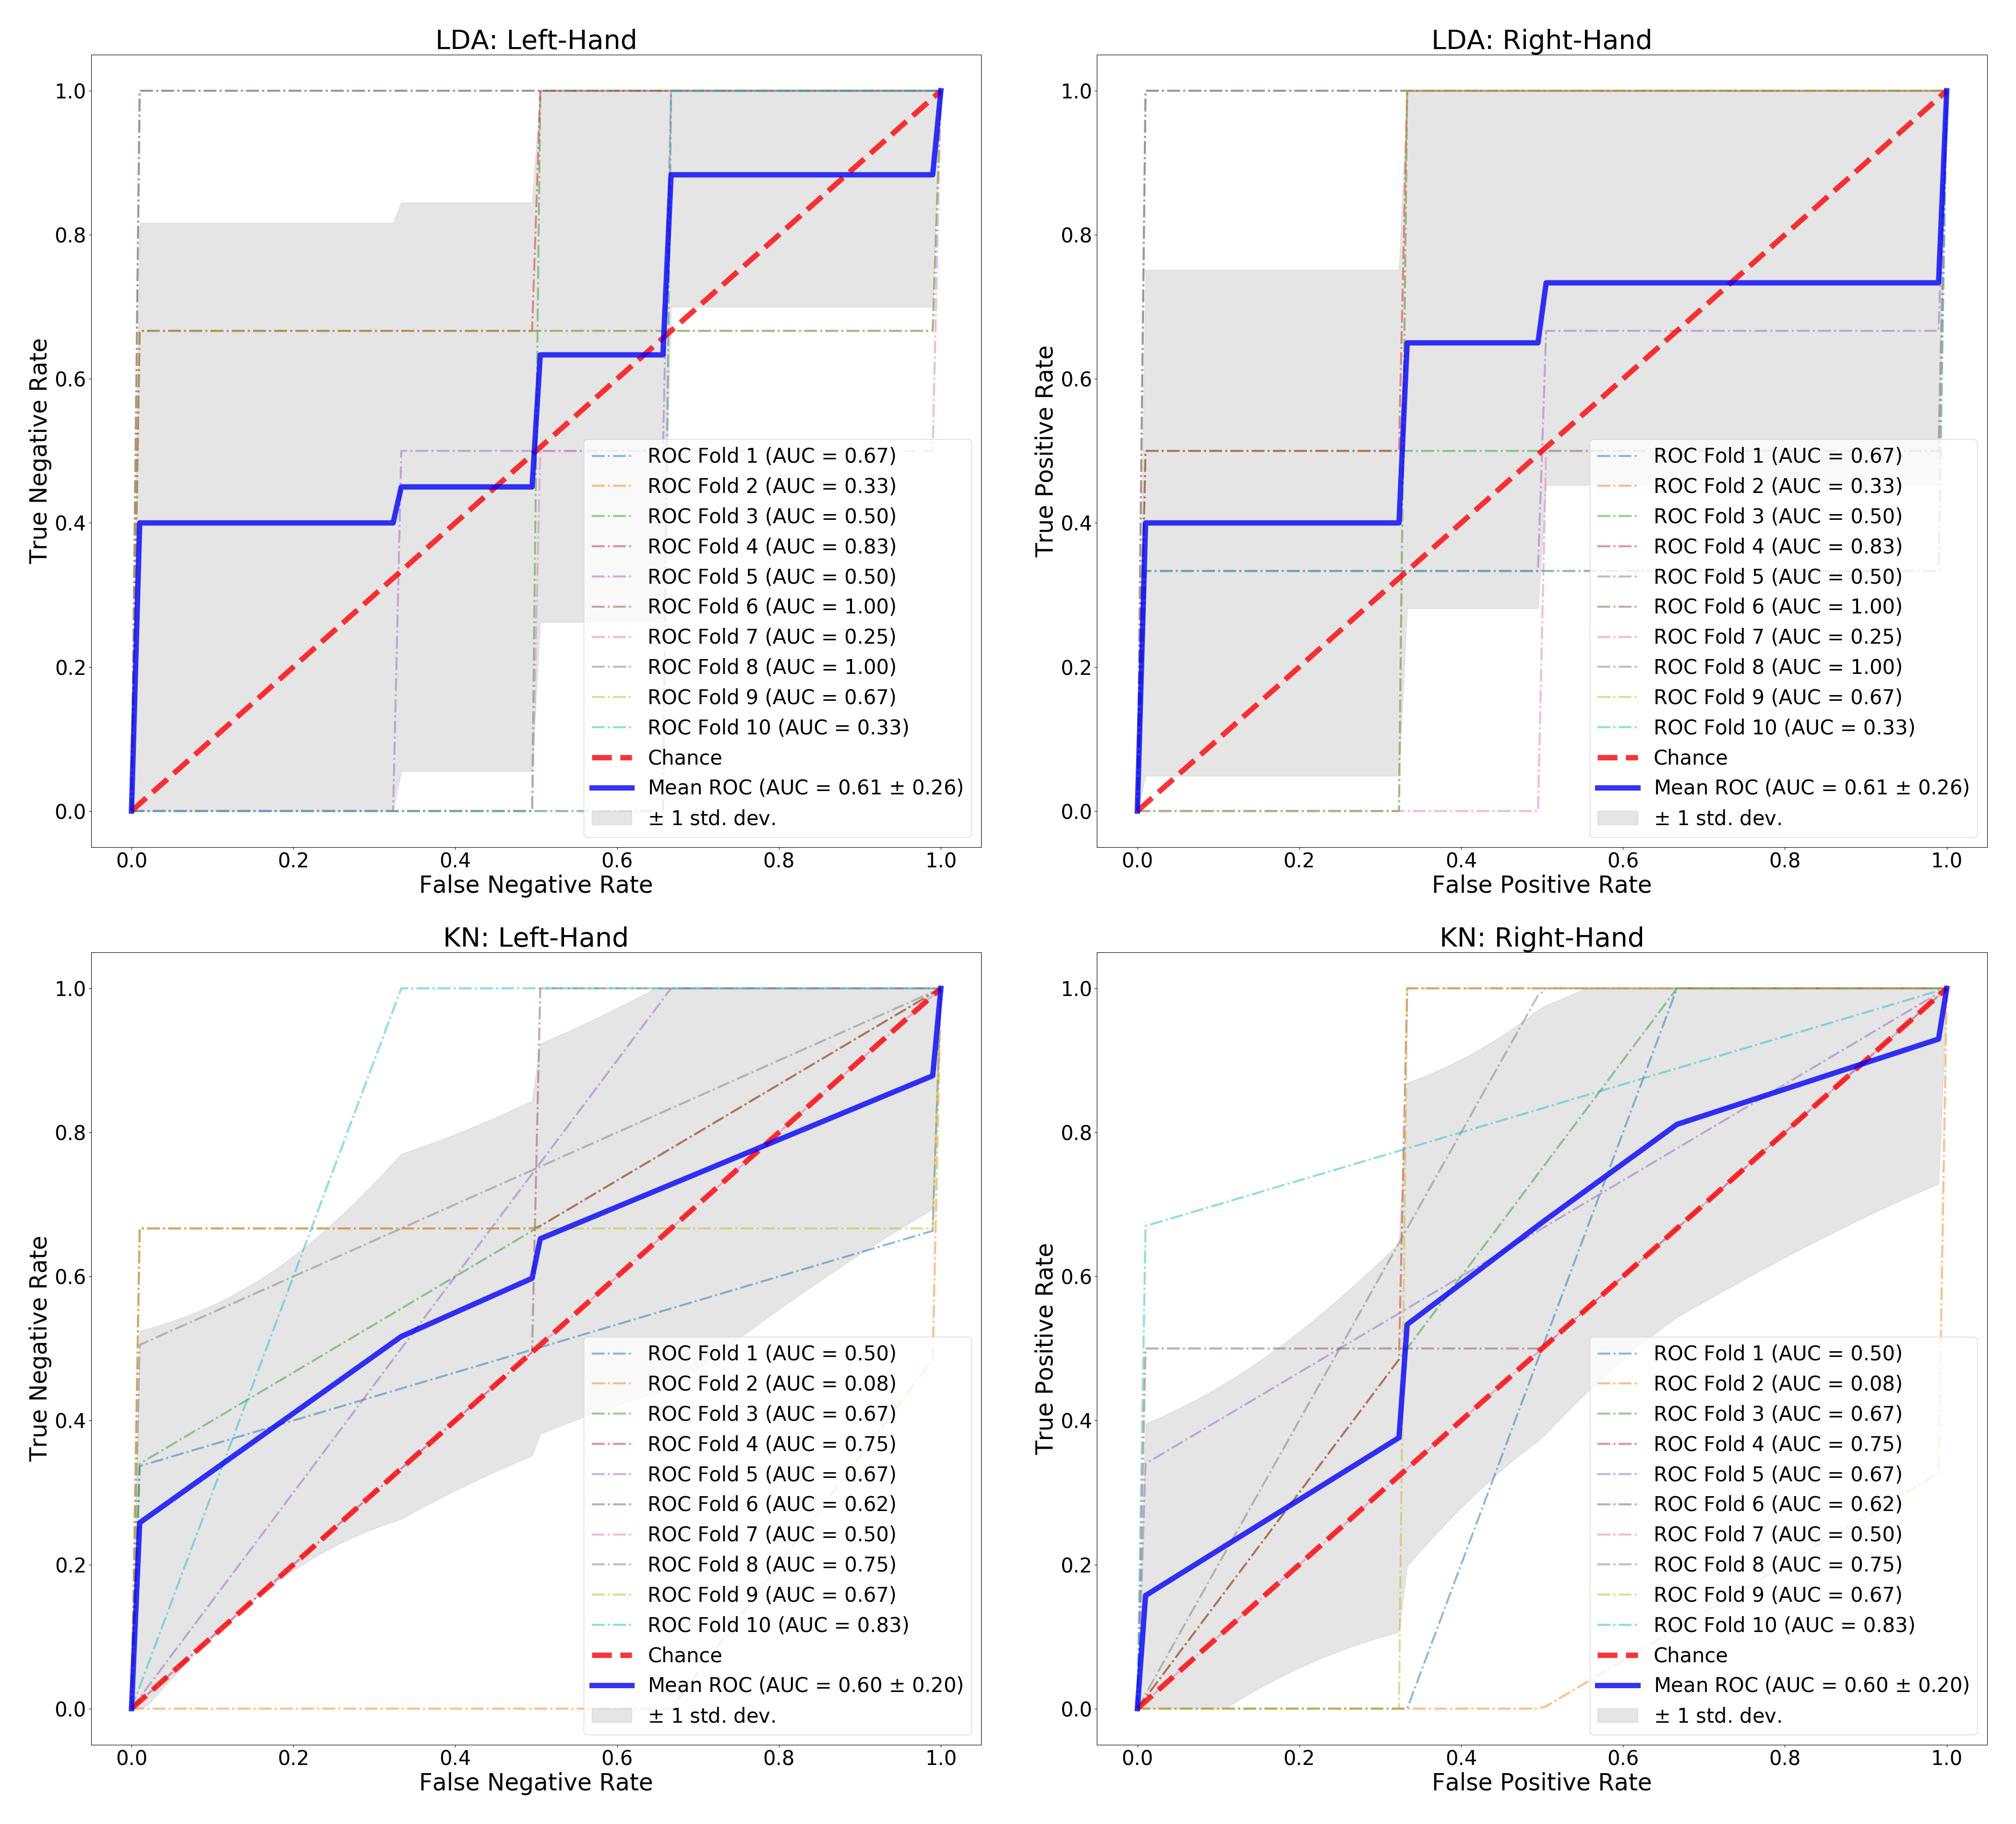 LDA: Left-Hand
True Negative Rate
1.0
0.8
0.6
0.4
0.2
0.0
ROC Fold 1 (AUC = 0.67)
ROC Fold 2 (AUC = 0.33)
ROC Fold 3 (AUC = 0.50)
ROC Fold 4 (AUC = 0.83)
ROC Fold 5 (AUC = 0.50)
ROC Fold 6 (AUC = 1.00)
ROC Fold 7 (AUC = 0.25)
ROC Fold 8 (AUC = 1.00)
ROC Fold 9 (AUC = 0.67)
ROC Fold 10 (AUC = 0.33)
Chance
Mean ROC (AUC = 0.61 ± 0.26)
± 1 std. dev.
0.0 0.2 0.4 0.6 0.8 1.0
False Negative Rate
LDA: Right-Hand
True Positive Rate
1.0
0.8
0.6
0.4
0.2
0.0
ROC Fold 1 (AUC = 0.67)
ROC Fold 2 (AUC = 0.33)
ROC Fold 3 (AUC = 0.50)
ROC Fold 4 (AUC = 0.83)
ROC Fold 5 (AUC = 0.50)
ROC Fold 6 (AUC = 1.00)
ROC Fold 7 (AUC = 0.25)
ROC Fold 8 (AUC = 1.00)
ROC Fold 9 (AUC = 0.67)
ROC Fold 10 (AUC = 0.33)
Chance
Mean ROC (AUC = 0.61 ± 0.26)
± 1 std. dev.
0.0 0.2 0.4 0.6 0.8 1.0
False Positive Rate
KN: Left-Hand
True Negative Rate
1.0
0.8
0.6
0.4
0.2
0.0
ROC Fold 1 (AUC = 0.50)
ROC Fold 2 (AUC = 0.08)
ROC Fold 3 (AUC = 0.67)
ROC Fold 4 (AUC = 0.75)
ROC Fold 5 (AUC = 0.67)
ROC Fold 6 (AUC = 0.62)
ROC Fold 7 (AUC = 0.50)
ROC Fold 8 (AUC = 0.75)
ROC Fold 9 (AUC = 0.67)
ROC Fold 10 (AUC = 0.83)
Chance
Mean ROC (AUC = 0.60 ± 0.20)
± 1 std. dev.
0.0 0.2 0.4 0.6 0.8 1.0
False Negative Rate
KN: Right-Hand
True Positive Rate
1.0
0.8
0.6
0.4
0.2
0.0
ROC Fold 1 (AUC = 0.50)
ROC Fold 2 (AUC = 0.08)
ROC Fold 3 (AUC = 0.67)
ROC Fold 4 (AUC = 0.75)
ROC Fold 5 (AUC = 0.67)
ROC Fold 6 (AUC = 0.62)
ROC Fold 7 (AUC = 0.50)
ROC Fold 8 (AUC = 0.75)
ROC Fold 9 (AUC = 0.67)
ROC Fold 10 (AUC = 0.83)
Chance
Mean ROC (AUC = 0.60 ± 0.20)
± 1 std. dev.
0.0 0.2 0.4 0.6 0.8 1.0
False Positive Rate